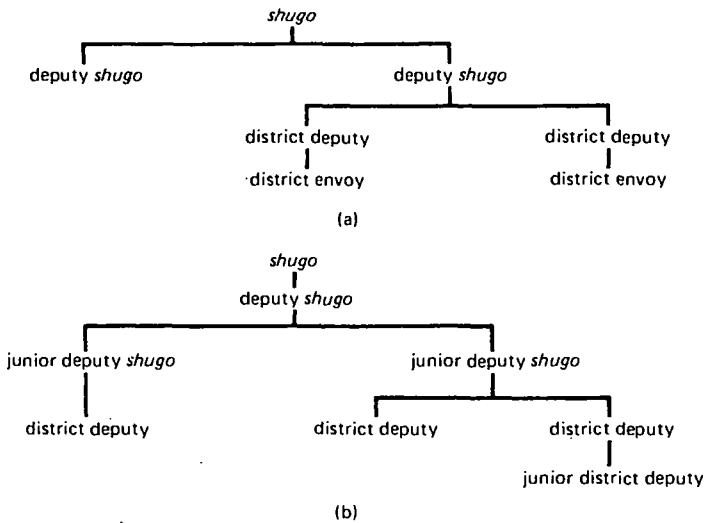 shugo
deputy shugo deputy shugo
district deputy district deputy
district envoy district envoy
(a)
shugo
deputy shugo
junior deputy shugo junior deputy shugo
district deputy district deputy district deputy
junior district deputy
(b)